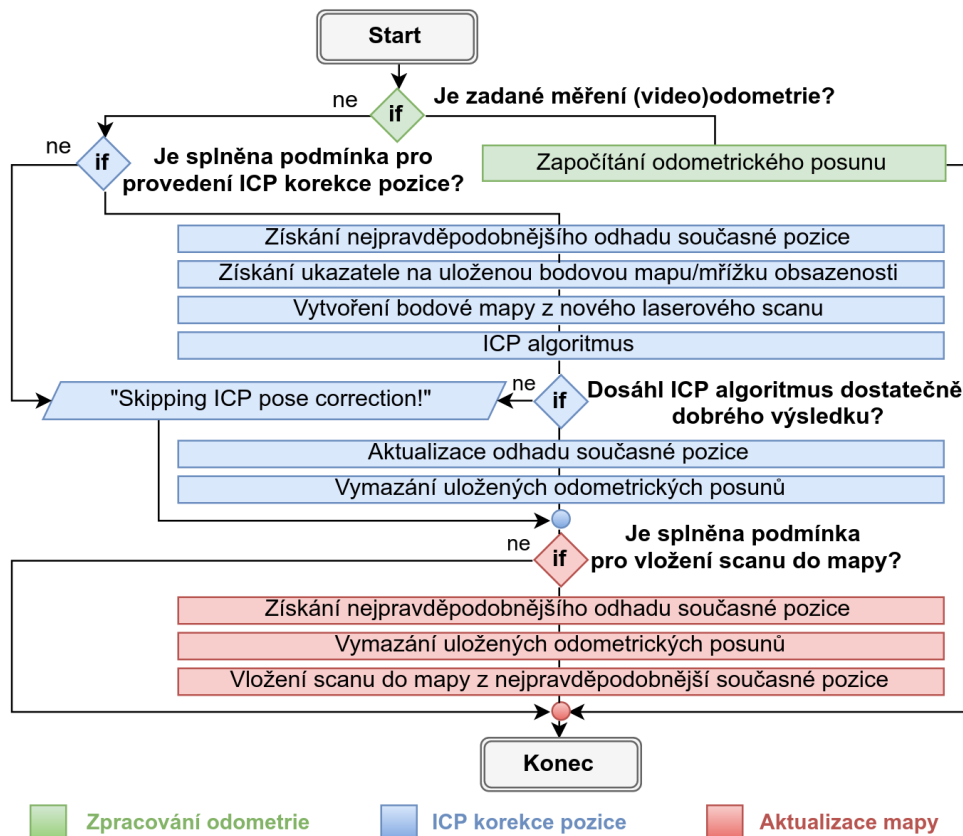 Start
ne
if
Je zadané měření (video)odometrie?
ne
if
Je splněna podmínka pro
provedení ICP korekce pozice?
Započítání odometrického posunu
Získání nejpravděpodobnějšího odhadu současné pozice
Získání ukazatele na uloženou bodovou mapu/mřížku obsazenosti
Vytvoření bodové mapy z nového laserového scanu
ICP algoritmus
"Skipping ICP pose correction!"
ne
if
Dosáhl ICP algoritmus dostatečně
dobrého výsledku?
Aktualizace odhadu současné pozice
Vymazání uložených odometrických posunů
ne
if
Je splněna podmínka
pro vložení scanu do mapy?
Získání nejpravděpodobnějšího odhadu současné pozice
Vymazání uložených odometrických posunů
Vložení scanu do mapy z nejpravděpodobnější současné pozice
Konec
Zpracování odometrie
ICP korekce pozice
Aktualizace mapy